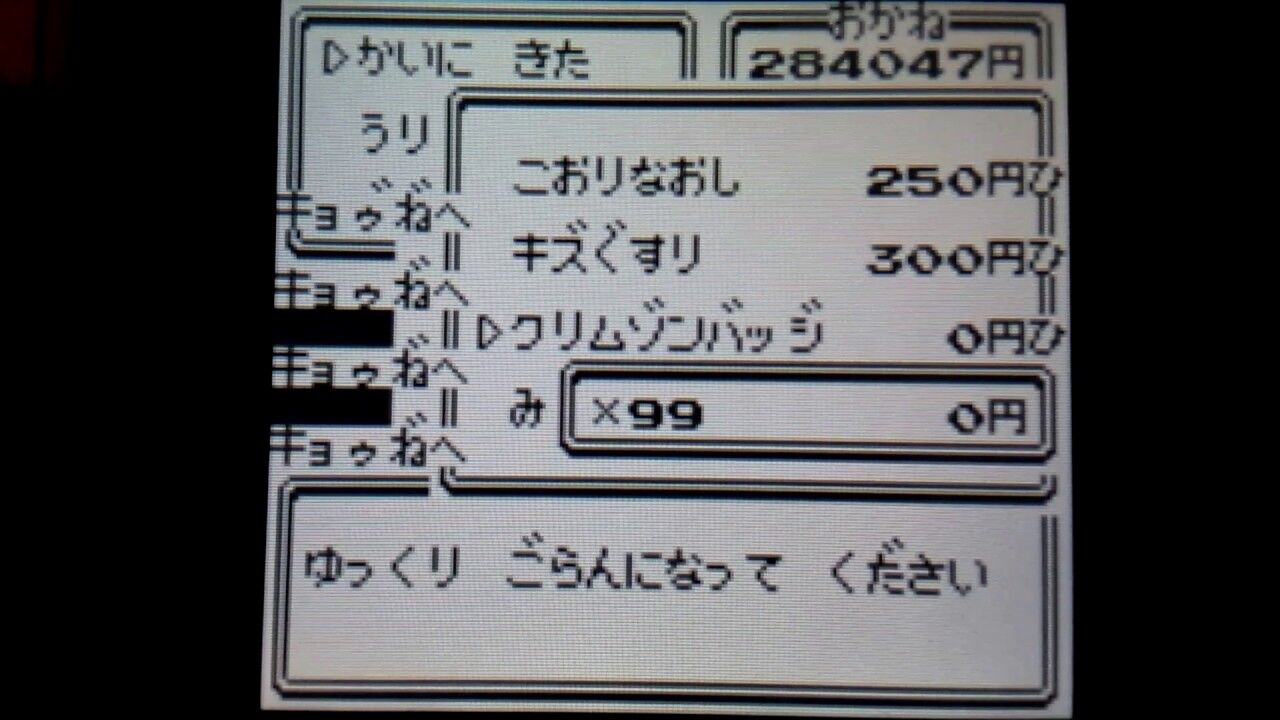 おかね
▷かいに きた
284047円
うり
こおりなおし 250円ひ
キョゥね゙へ
キズぐすり 300円ひ
キョゥね゙へ
▷クリムゾンバッジ 0円ひ
キョゥね゙へ
み ×99 0円
キョゥね゙へ
ゆっくり ごらんになって ください